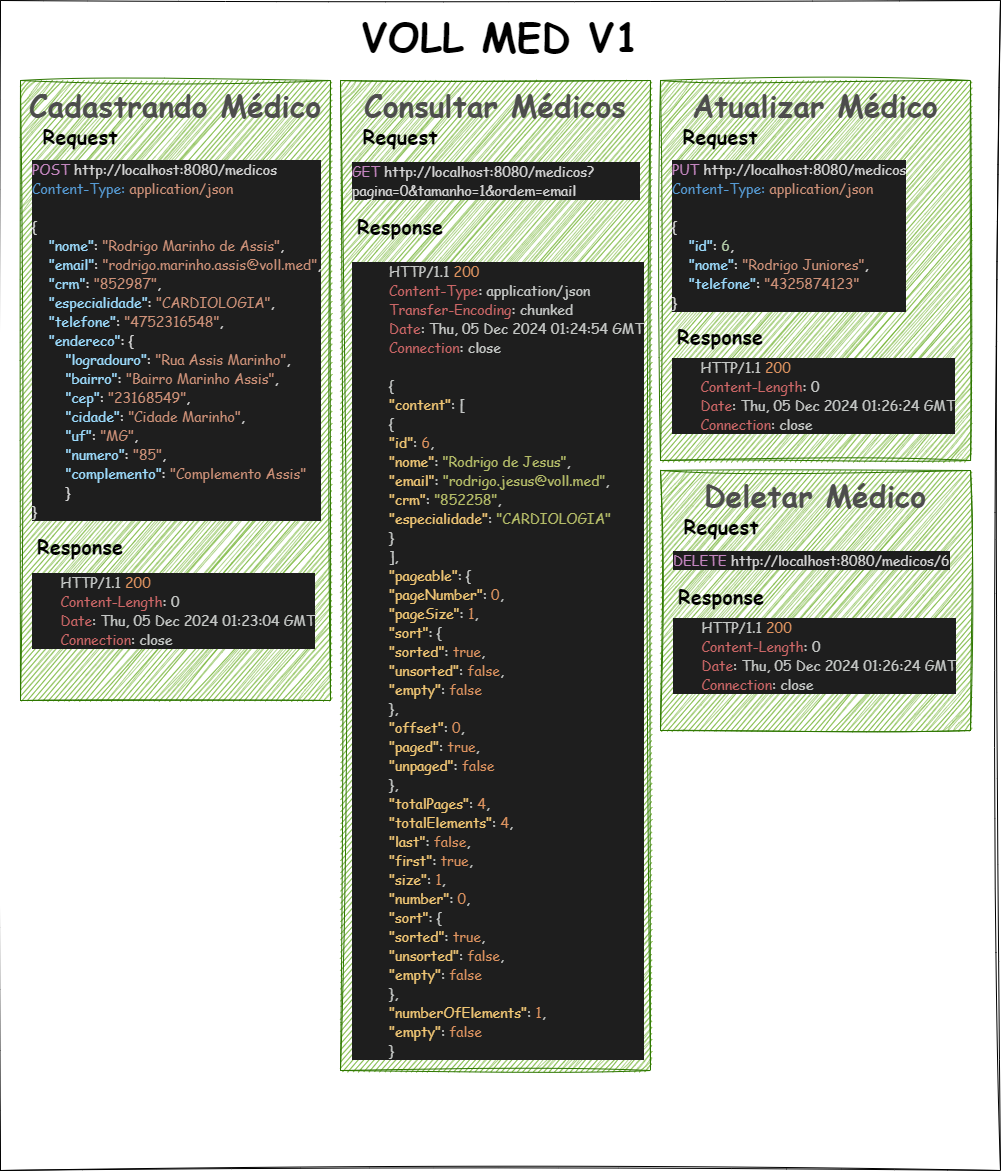 VOLL MED V1
Cadastrando Médico
Request
POST http://localhost:8080/medicos
Content-Type: application/json
{
"nome": "Rodrigo Marinho de Assis",
"email": "rodrigo.marinho.assis@voll.med",
"crm": "852987",
"especialidade": "CARDIOLOGIA",
"telefone": "4752316548",
"endereco": {
"logradouro": "Rua Assis Marinho",
"bairro": "Bairro Marinho Assis",
"cep": "23168549",
"cidade": "Cidade Marinho",
"uf": "MG",
"numero": "85",
"complemento": "Complemento Assis"
}
}
Response
HTTP/1.1 200
Content-Length: 0
Date: Thu, 05 Dec 2024 01:23:04 GMT
Connection: close
Consultar Médicos
Request
GET http://localhost:8080/medicos?
pagina=0&tamanho=1&ordem=email
Response
HTTP/1.1 200
Content-Type: application/json
Transfer-Encoding: chunked
Date: Thu, 05 Dec 2024 01:24:54 GMT
Connection: close
{
"content": [
{
"id": 6,
"nome": "Rodrigo de Jesus",
"email": "rodrigo.jesus@voll.med",
"crm": "852258",
"especialidade": "CARDIOLOGIA"
}
],
"pageable": {
"pageNumber": 0,
"pageSize": 1,
"sort": {
"sorted": true,
"unsorted": false,
"empty": false
},
"offset": 0,
"paged": true,
"unpaged": false
},
"totalPages": 4,
"totalElements": 4,
"last": false,
"first": true,
"size": 1,
"number": 0,
"sort": {
"sorted": true,
"unsorted": false,
"empty": false
},
"numberOfElements": 1,
"empty": false
}
Atualizar Médico
Request
PUT http://localhost:8080/medicos
Content-Type: application/json
{
"id": 6,
"nome": "Rodrigo Juniores",
"telefone": "4325874123"
}
Response
HTTP/1.1 200
Content-Length: 0
Date: Thu, 05 Dec 2024 01:26:24 GMT
Connection: close
Deletar Médico
Request
DELETE http://localhost:8080/medicos/6
Response
HTTP/1.1 200
Content-Length: 0
Date: Thu, 05 Dec 2024 01:26:24 GMT
Connection: close